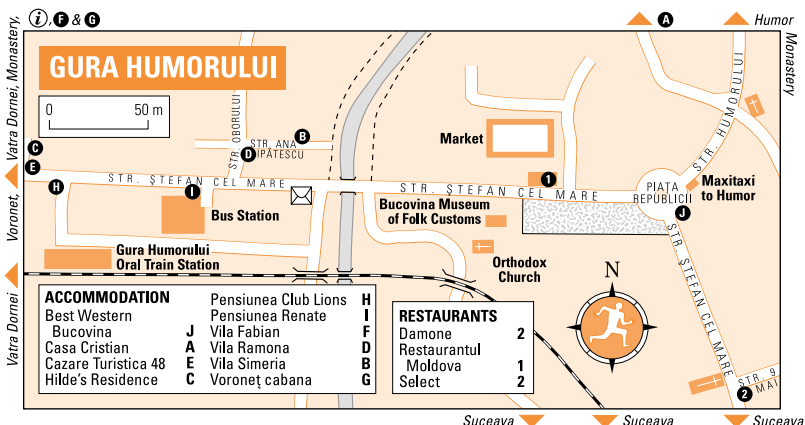 ⓘ, F & G
A
Humor
Monastery
Vatra Dornei, Monastery,
Voroneţ,
Vatra Dornei
GURA HUMORULUI
0 50 m
STR. OBORULUI
B
STR. ANA
IPĂTESCU
D
C
E
H
I
STR. ŞTEFAN CEL MARE
Bus Station
Gura Humorului
Oral Train Station
Market
1
STR. ŞTEFAN CEL MARE
Bucovina Museum
of Folk Customs
Orthodox
Church
STR. HUMORULUI
PIAȚA
REPUBLICII
Maxitaxi
to Humor
J
STR. ŞTEFAN CEL MARE
STR. 9
MAI
2
N
ACCOMMODATION
Best Western
Bucovina J
Casa Cristian A
Cazare Turistica 48 E
Hilde's Residence C
Pensiunea Club Lions H
Pensiunea Renate I
Vila Fabian F
Vila Ramona D
Vila Simeria B
Voroneţ cabana G
RESTAURANTS
Damone 2
Restaurantul
Moldova 1
Select 2
Suceava
Suceava
Suceava